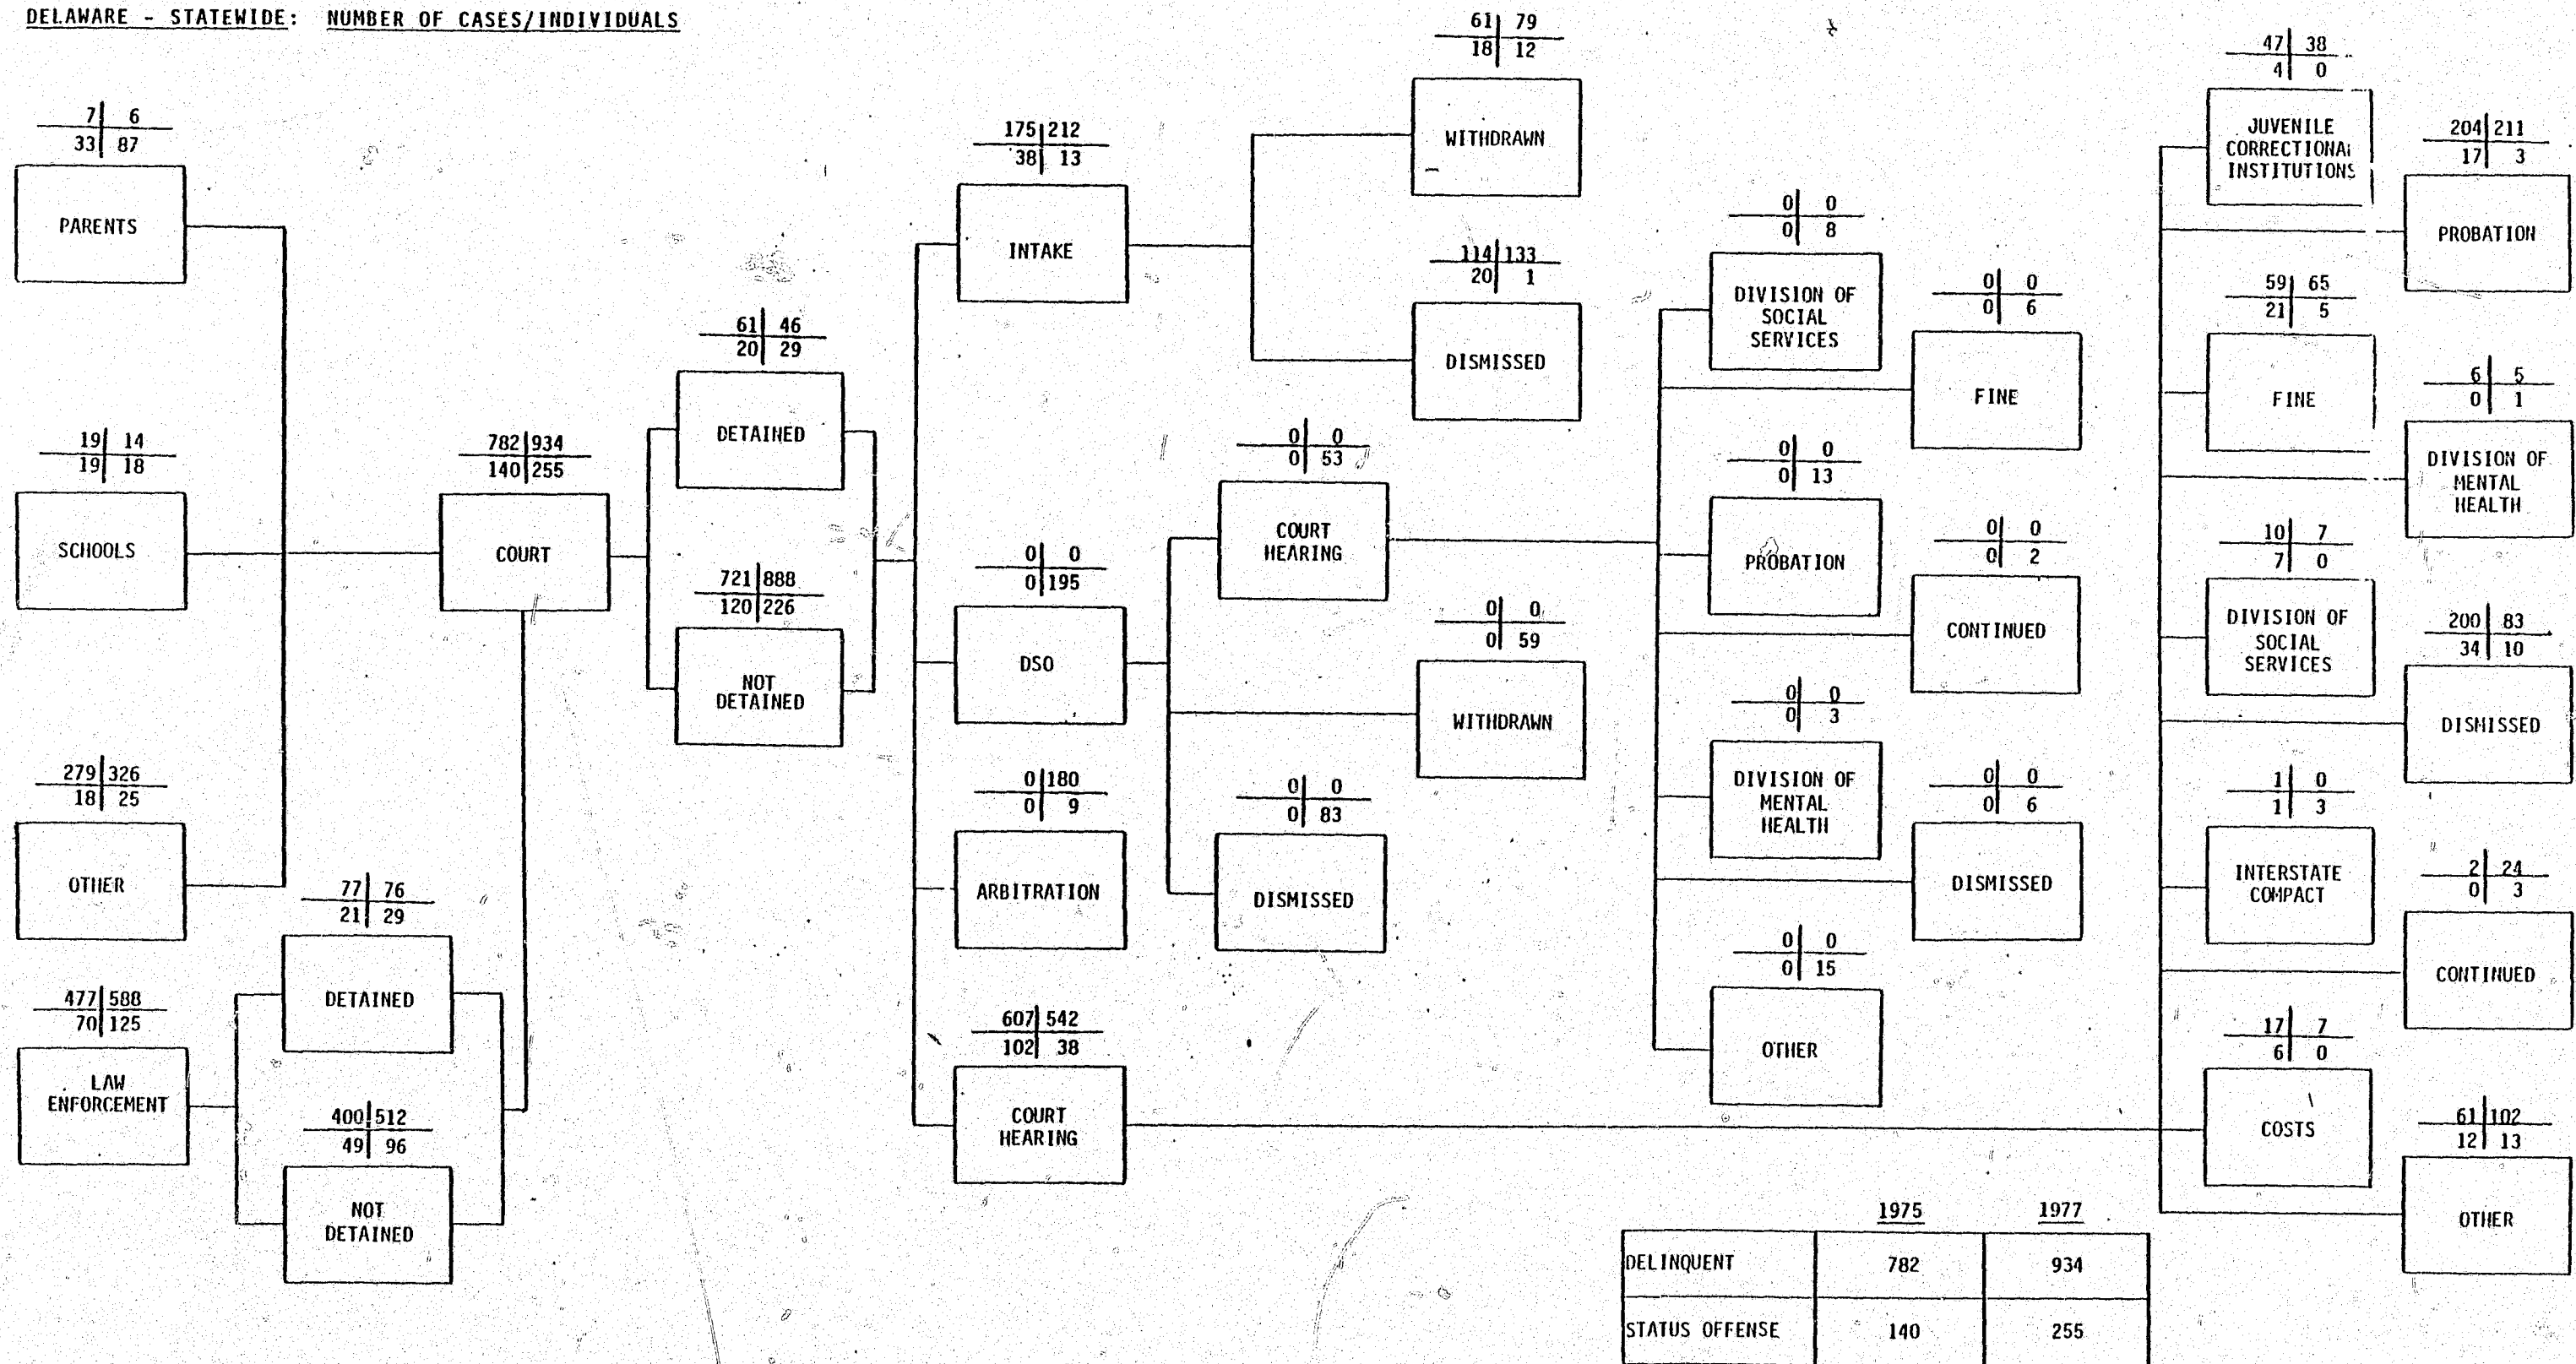 DELAWARE - STATEWIDE: NUMBER OF CASES/INDIVIDUALS
7 6
33 87
PARENTS
19 14
19 18
SCHOOLS
279 326
18 25
OTHER
477 588
70 125
LAW
ENFORCEMENT
77 76
21 29
DETAINED
400 512
49 96
NOT
DETAINED
782 934
140 255
COURT
61 46
20 29
DETAINED
721 888
120 226
NOT
DETAINED
175 212
38 13
INTAKE
0 0
0 195
DSO
0 180
0 9
ARBITRATION
607 542
102 38
COURT
HEARING
61 79
18 12
WITHDRAWN
114 133
20 1
DISMISSED
0 0
0 53
COURT
HEARING
0 0
0 59
WITHDRAWN
0 0
0 83
DISMISSED
0 0
0 8
DIVISION OF
SOCIAL
SERVICES
0 0
0 6
FINE
0 0
0 13
PROBATION
0 0
0 2
CONTINUED
0 0
0 3
DIVISION OF
MENTAL
HEALTH
0 0
0 6
DISMISSED
0 0
0 15
OTHER
47 38
4 0
JUVENILE
CORRECTIONAL
INSTITUTIONS
204 211
17 3
PROBATION
59 65
21 5
FINE
6 5
0 1
DIVISION OF
MENTAL
HEALTH
10 7
7 0
DIVISION OF
SOCIAL
SERVICES
200 83
34 10
DISMISSED
1 0
1 3
INTERSTATE
COMPACT
2 24
0 3
CONTINUED
17 7
6 0
COSTS
61 102
12 13
OTHER
1975 1977
DELINQUENT 782 934
STATUS OFFENSE 140 255